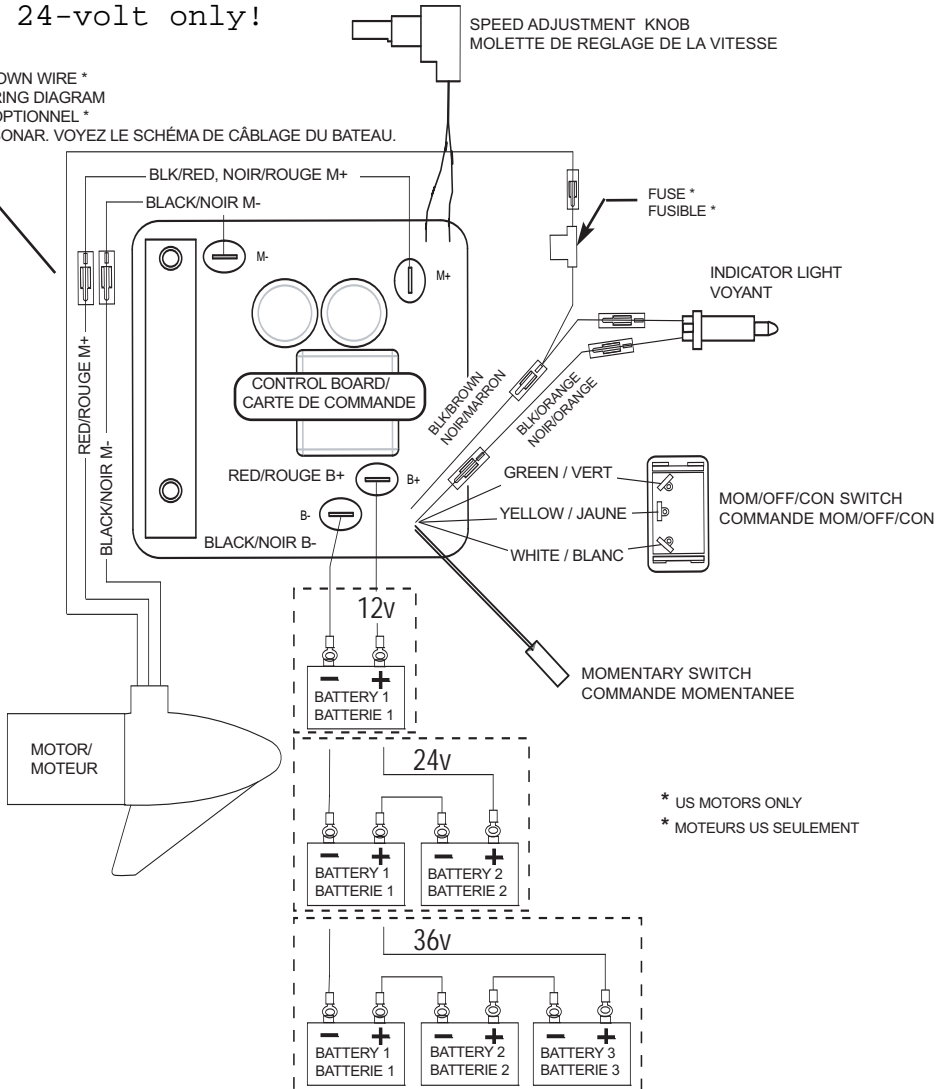 24-volt only!
SPEED ADJUSTMENT KNOB
MOLETTE DE REGLAGE DE LA VITESSE
OWN WIRE *
RING DIAGRAM
OPTIONNEL *
SONAR. VOYEZ LE SCHÉMA DE CÂBLAGE DU BATEAU.
BLK/RED, NOIR/ROUGE M+
BLACK/NOIR M-
M-
M+
FUSE *
FUSIBLE *
INDICATOR LIGHT
VOYANT
RED/ROUGE M+
BLACK/NOIR M-
CONTROL BOARD/
CARTE DE COMMANDE
BLK/BROWN
NOIR/MARRON
BLK/ORANGE
NOIR/ORANGE
RED/ROUGE B+
B+
B-
BLACK/NOIR B-
GREEN / VERT
YELLOW / JAUNE
WHITE / BLANC
MOM/OFF/CON SWITCH
COMMANDE MOM/OFF/CON
12v
BATTERY 1
BATTERIE 1
MOMENTARY SWITCH
COMMANDE MOMENTANEE
MOTOR/
MOTEUR
24v
BATTERY 1
BATTERIE 1
BATTERY 2
BATTERIE 2
* US MOTORS ONLY
* MOTEURS US SEULEMENT
36v
BATTERY 1
BATTERIE 1
BATTERY 2
BATTERIE 2
BATTERY 3
BATTERIE 3